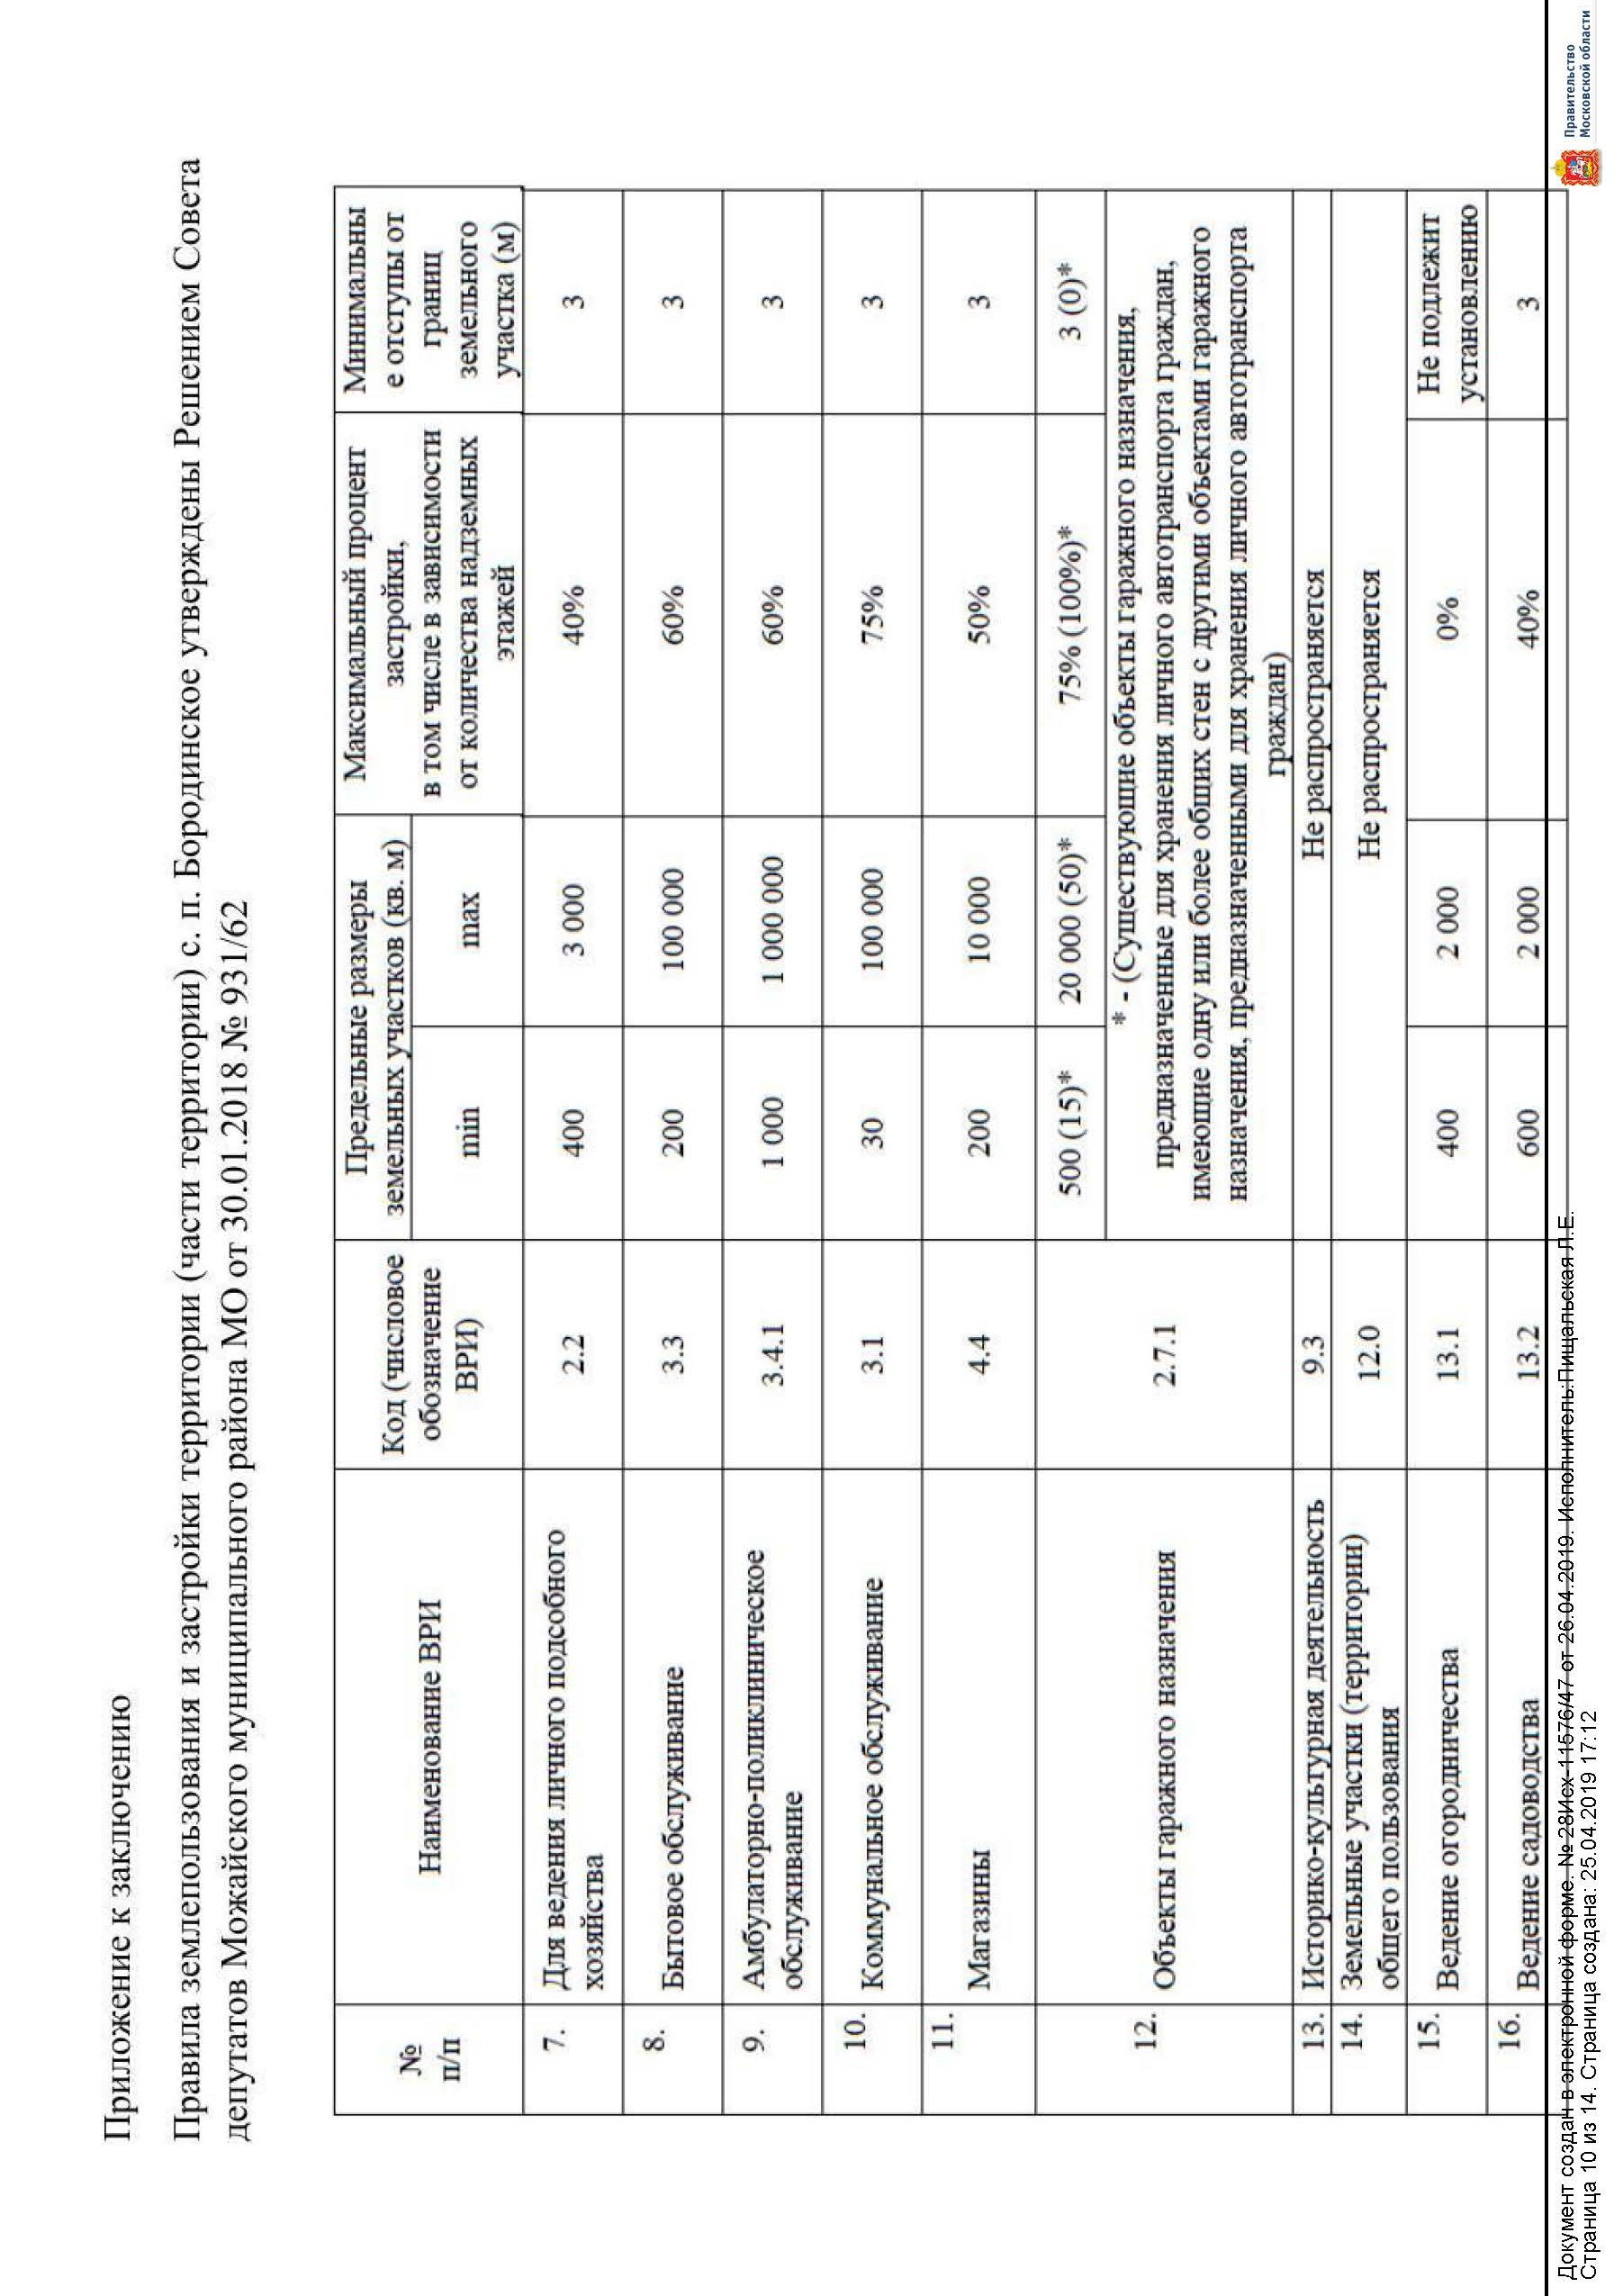 Приложение к заключению
Правила землепользования и застройки территории (части территории) с. п. Бородинское утверждены Решением Совета
депутатов Можайского муниципального района МО от 30.01.2018 № 931/62
№
п/п
Наименование ВРИ
Код (числовое
обозначение
ВРИ)
Предельные размеры
земельных участков (кв. м)
min
max
Максимальный процент
застройки,
в том числе в зависимости
от количества надземных
этажей
Минимальны
е отступы от
границ
земельного
участка (м)
7. Для ведения личного подсобного
хозяйства
2.2 400 3 000 40% 3
8. Бытовое обслуживание 3.3 200 100 000 60% 3
9. Амбулаторно-поликлиническое
обслуживание
3.4.1 1 000 1 000 000 60% 3
10. Коммунальное обслуживание 3.1 30 100 000 75% 3
11. Магазины 4.4 200 10 000 50% 3
12. Объекты гаражного назначения 2.7.1 500 (15)* 20 000 (50)* 75% (100%)* 3 (0)*
* - (Существующие объекты гаражного назначения,
предназначенные для хранения личного автотранспорта граждан,
имеющие одну или более общих стен с другими объектами гаражного
назначения, предназначенными для хранения личного автотранспорта
граждан)
13. Историко-культурная деятельность 9.3 Не распространяется
14. Земельные участки (территории)
общего пользования
12.0 Не распространяется
15. Ведение огородничества 13.1 400 2 000 0% Не подлежит
установлению
16. Ведение садоводства 13.2 600 2 000 40% 3
Документ создан в электронной форме. № 28Исх-11576/47 от 26.04.2019. Исполнитель:Пищальская Л.Е.
Страница 10 из 14. Страница создана: 25.04.2019 17:12
Правительство
Московской области